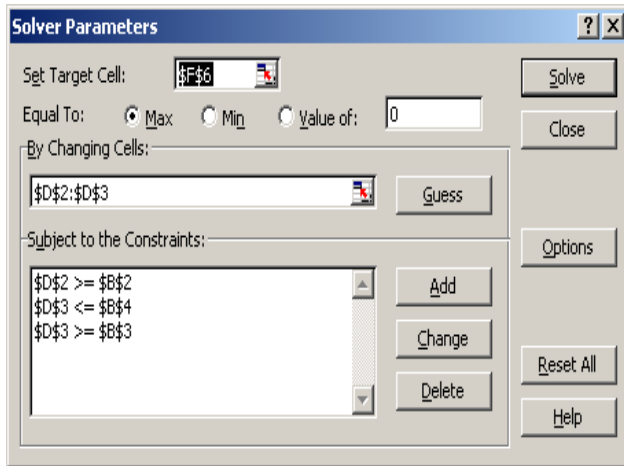 Solver Parameters
? X
Set Target Cell: $F$6
Solve
Equal To: Max Min Value of: 0
Close
By Changing Cells:
$D$2:$D$3
Guess
Subject to the Constraints:
Options
$D$2 >= $B$2
$D$3 <= $B$4
$D$3 >= $B$3
Add
Change
Reset All
Delete
Help